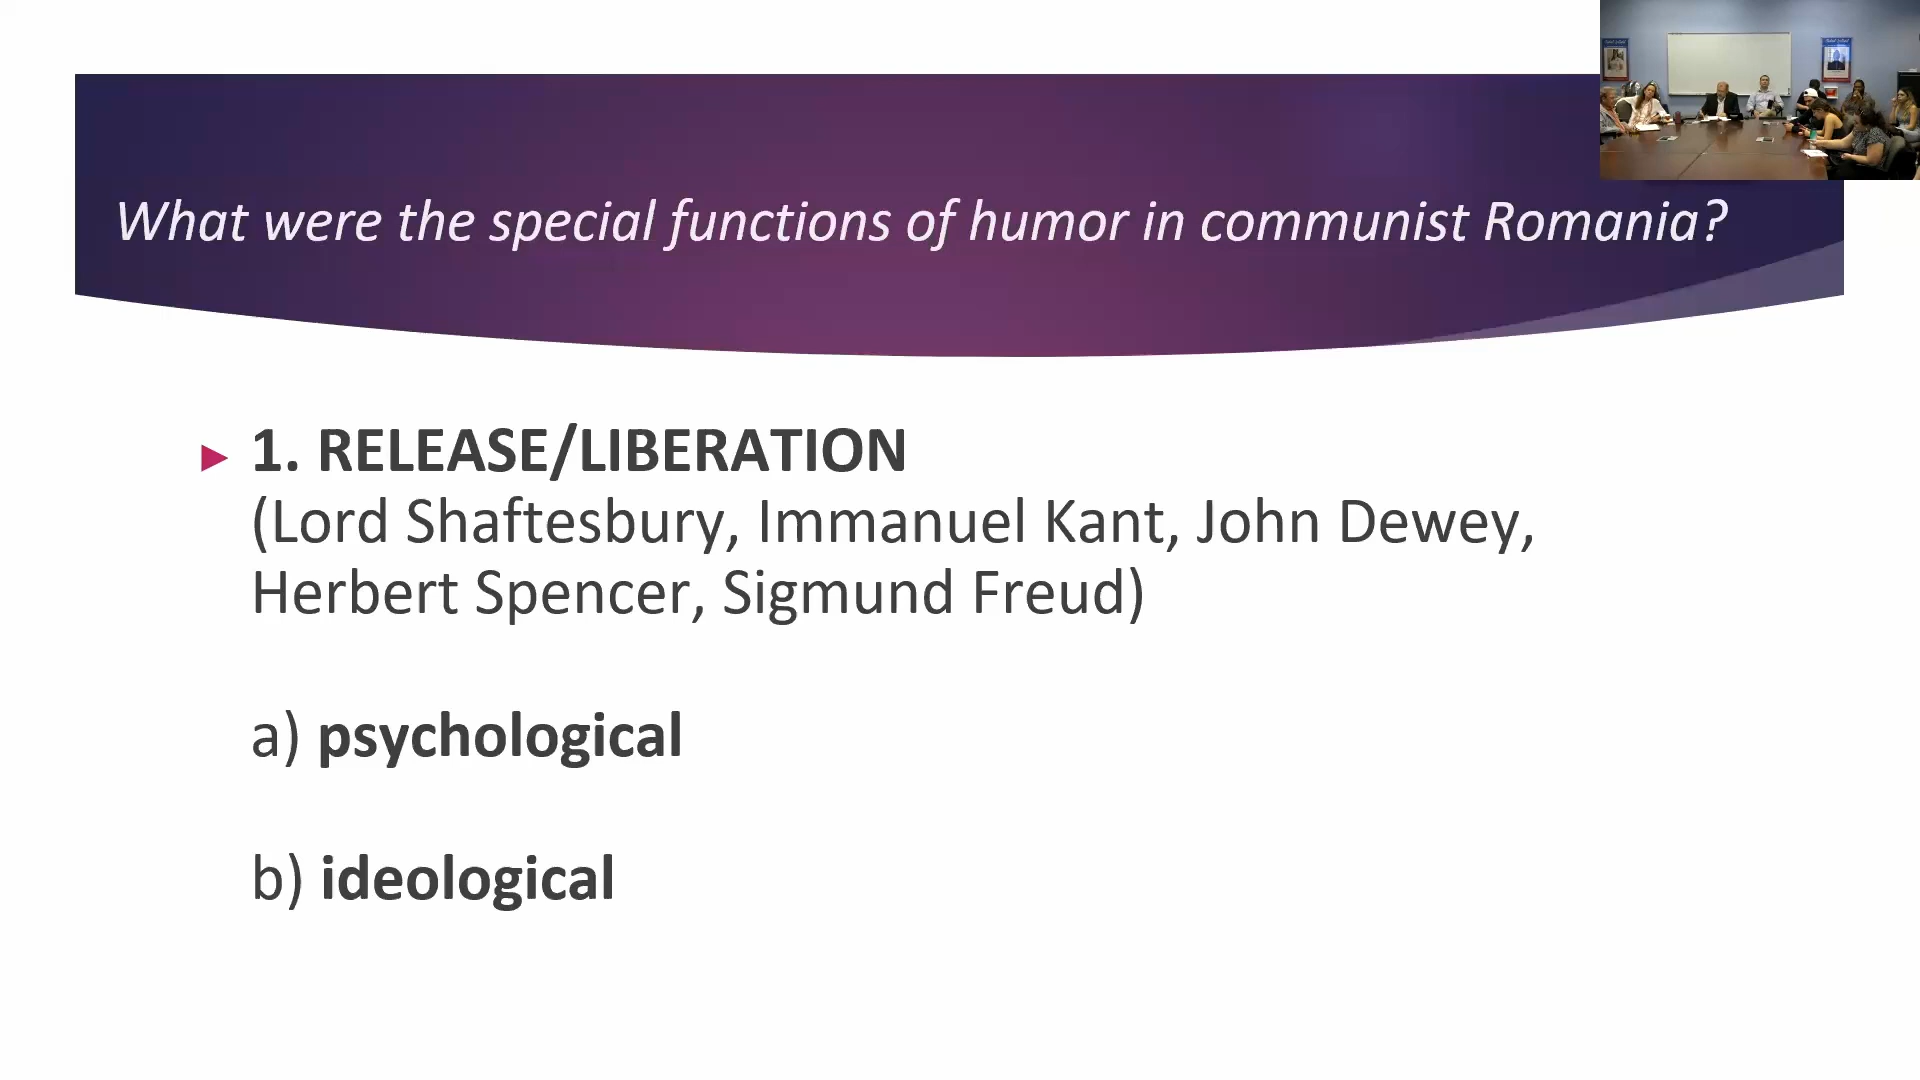 What were the special functions of humor in communist Romania?
1. RELEASE/LIBERATION
(Lord Shaftesbury, Immanuel Kant, John Dewey,
Herbert Spencer, Sigmund Freud)
a) psychological
b) ideological